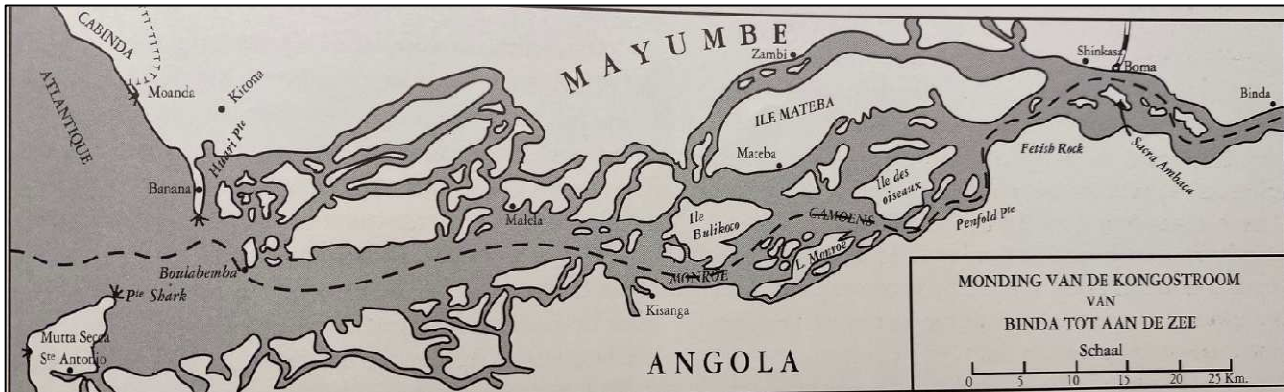 CABINDA
ATLANTIQUE
Moanda
Kitona
Banana
Boulabemba
Pte Shark
Mutta Secca
Ste Antonio
MAYUMBE
Zambi
ILE MATEBA
Mateba
Malela
Ile
Bulikoco
Ile des
oiseaux
CAMOENS
MONROE
I. Monroe
Kisanga
Penfold Pte
Fetish Rock
Shinkasa
Boma
Binda
Sacra Ambaca
ANGOLA
MONDING VAN DE KONGOSTROOM
VAN
BINDA TOT AAN DE ZEE
Schaal
0 5 10 15 20 25 Km.